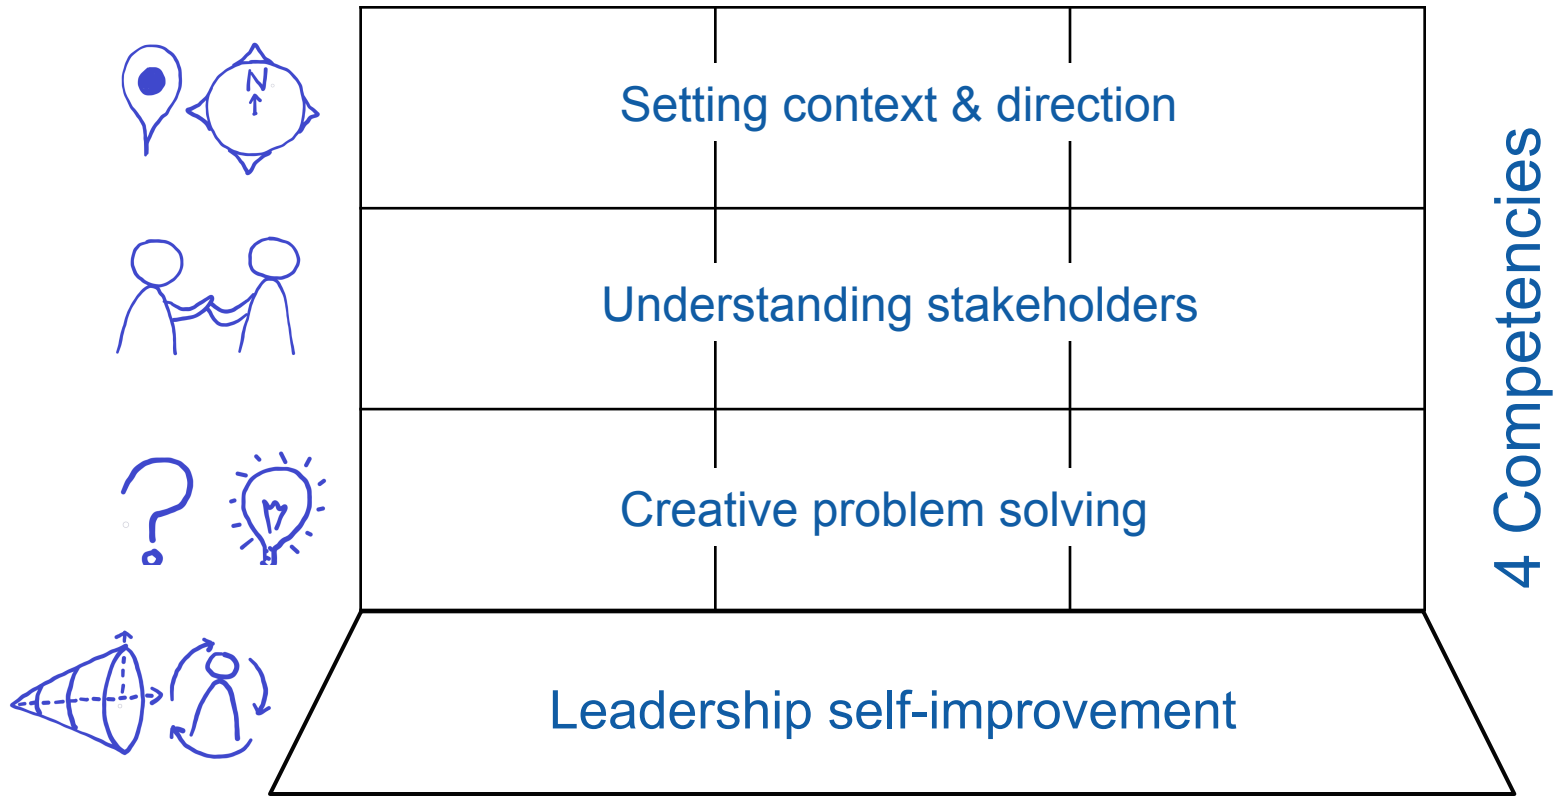 N
Setting context & direction
Understanding stakeholders
?
Creative problem solving
Leadership self-improvement
4 Competencies